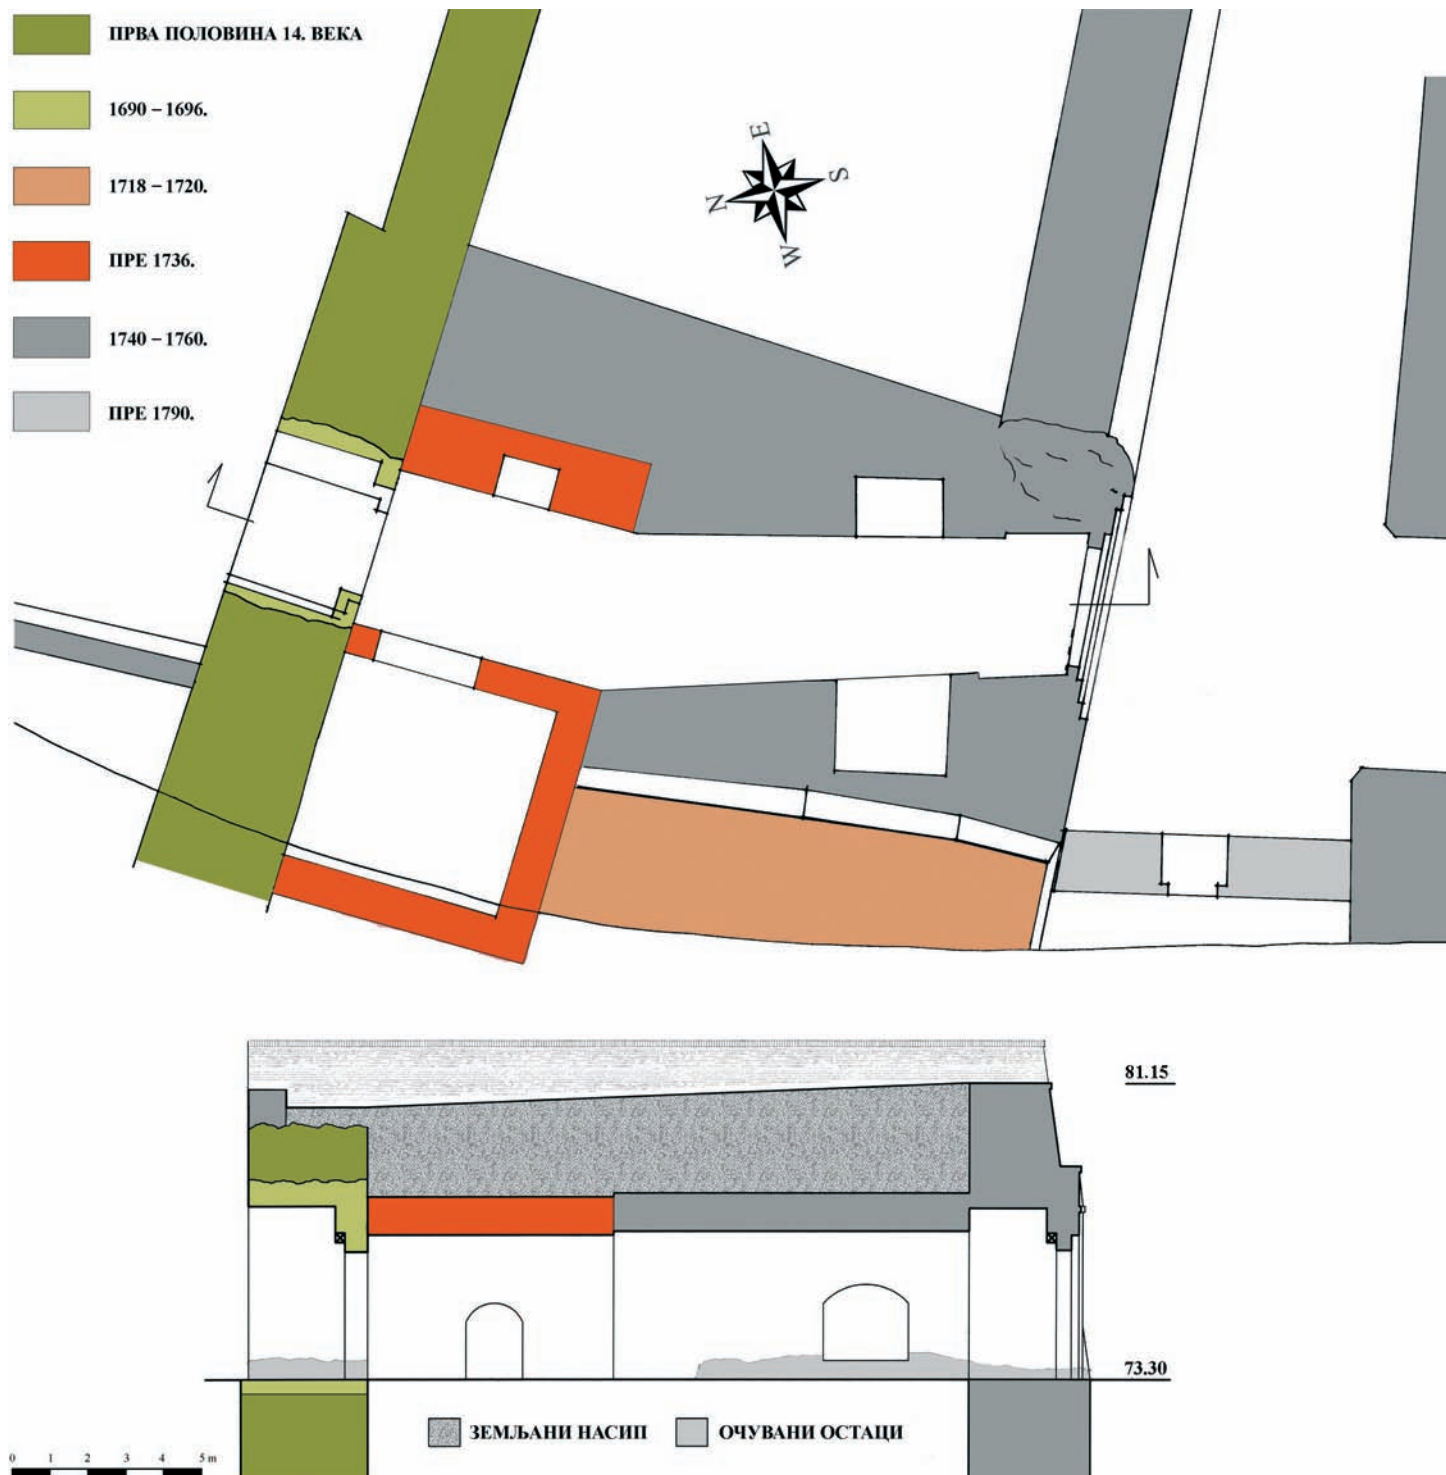 ПРВА ПОЛОВИНА 14. ВЕКА
1690 – 1696.
1718 – 1720.
ПРЕ 1736.
1740 – 1760.
ПРЕ 1790.
E
S
N
W
81.15
73.30
ЗЕМЉАНИ НАСИП
ОЧУВАНИ ОСТАЦИ
0 1 2 3 4 5 m